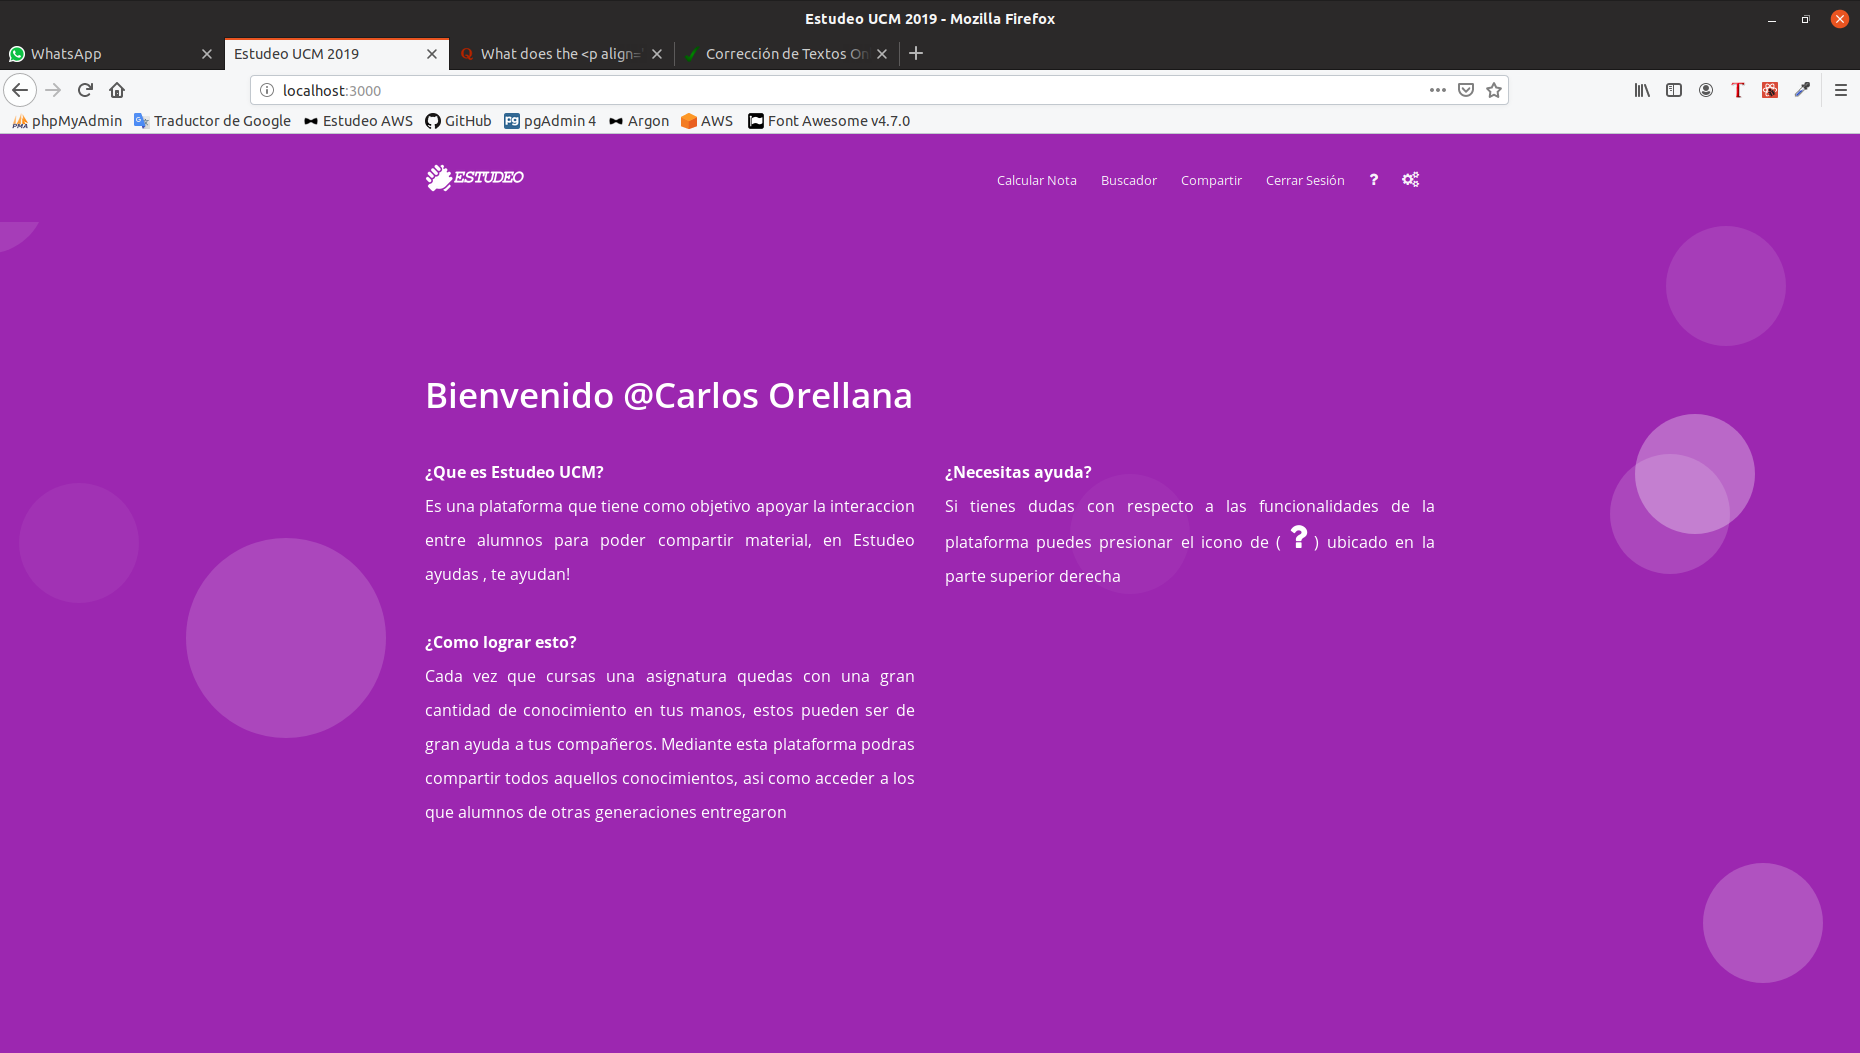 Estudeo UCM 2019 - Mozilla Firefox
WhatsApp
Estudeo UCM 2019
What does the <p align=
Corrección de Textos On
localhost:3000
phpMyAdmin
Traductor de Google
Estudeo AWS
GitHub
pgAdmin 4
Argon
AWS
Font Awesome v4.7.0
ESTUDEO
Calcular Nota
Buscador
Compartir
Cerrar Sesión
?
Bienvenido @Carlos Orellana
¿Que es Estudeo UCM?
Es una plataforma que tiene como objetivo apoyar la interaccion
entre alumnos para poder compartir material, en Estudeo
ayudas , te ayudan!
¿Como lograr esto?
Cada vez que cursas una asignatura quedas con una gran
cantidad de conocimiento en tus manos, estos pueden ser de
gran ayuda a tus compañeros. Mediante esta plataforma podras
compartir todos aquellos conocimientos, asi como acceder a los
que alumnos de otras generaciones entregaron
¿Necesitas ayuda?
Si tienes dudas con respecto a las funcionalidades de la
plataforma puedes presionar el icono de ( ? ) ubicado en la
parte superior derecha